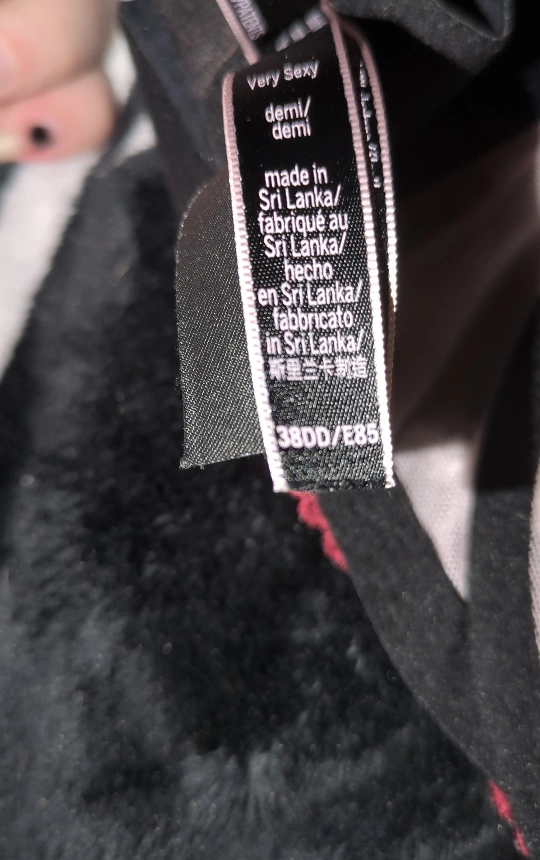 Very Sexy
demi/
demi
made in
Sri Lanka/
fabriqué au
Sri Lanka/
hecho
en Sri Lanka/
fabbricato
in Sri Lanka/
斯里兰卡制造
38DD/E85